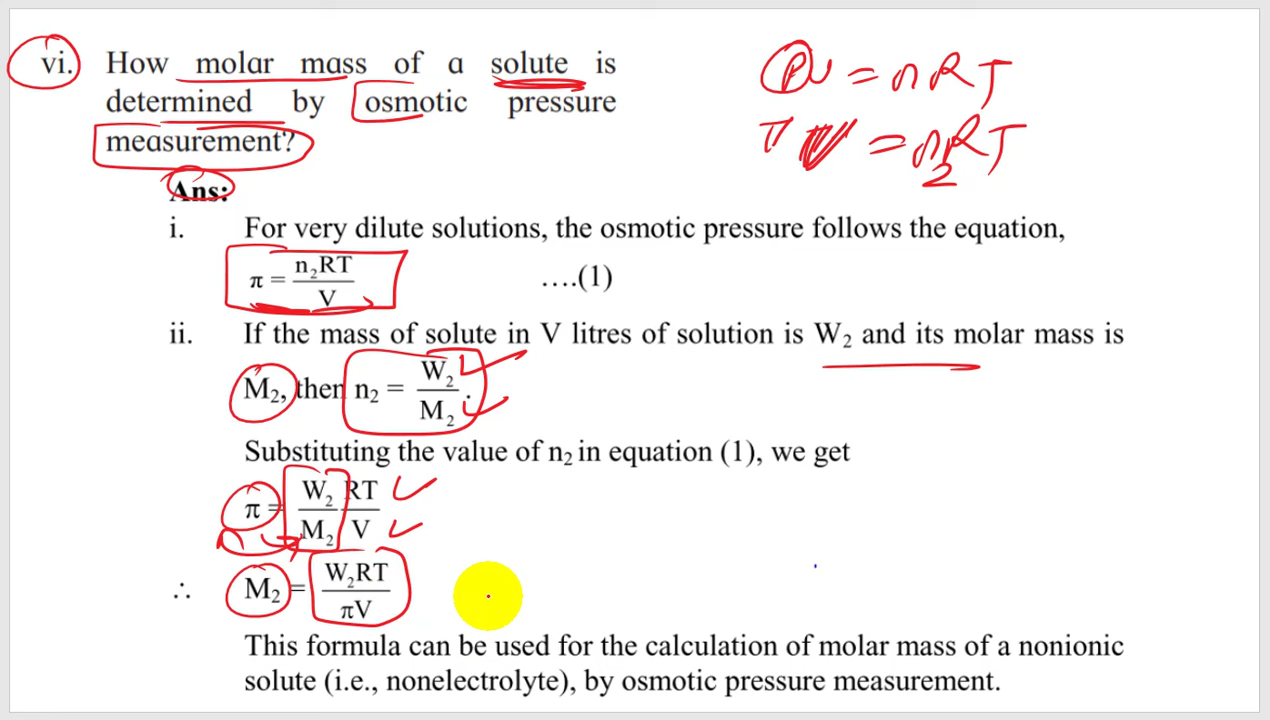 vi. How molar mass of a solute is
determined by osmotic pressure
measurement?
PV = nRT
π V = n₂RT
Ans:
i. For very dilute solutions, the osmotic pressure follows the equation,
π = n₂RT / V ….(1)
ii. If the mass of solute in V litres of solution is W₂ and its molar mass is
M₂, then n₂ = W₂ / M₂ .
Substituting the value of n₂ in equation (1), we get
π = W₂ / M₂ RT / V
∴ M₂ = W₂RT / πV
This formula can be used for the calculation of molar mass of a nonionic
solute (i.e., nonelectrolyte), by osmotic pressure measurement.